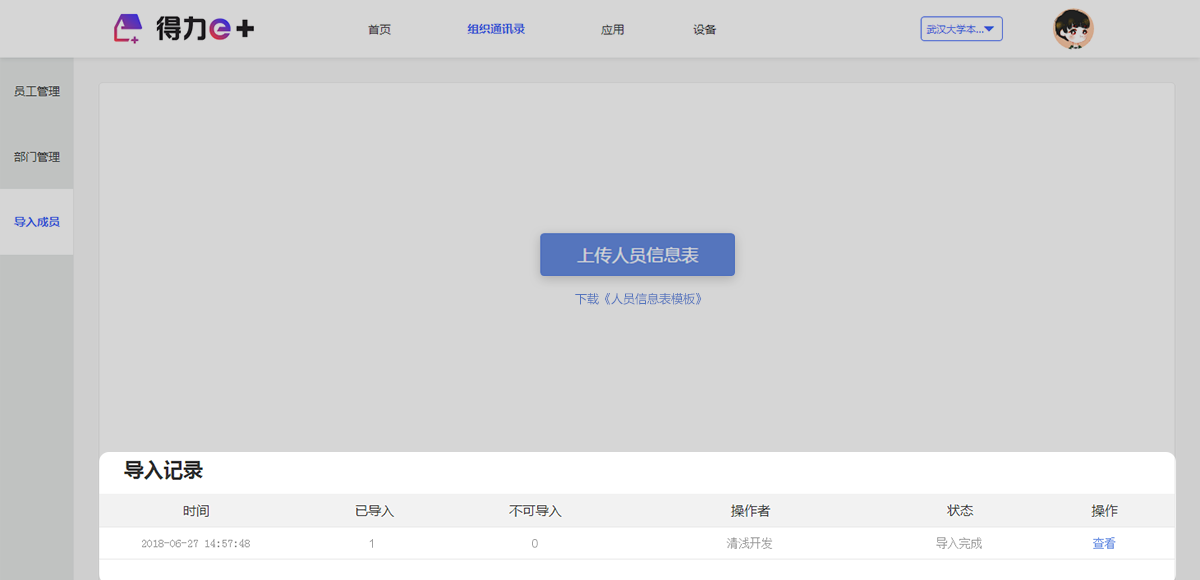 得力e+ 首页 组织通讯录 应用 设备 武汉大学本...
员工管理
部门管理
导入成员
上传人员信息表
下载《人员信息表模板》
导入记录
时间 已导入 不可导入 操作者 状态 操作
2018-06-27 14:57:48 1 0 清浅开发 导入完成 查看